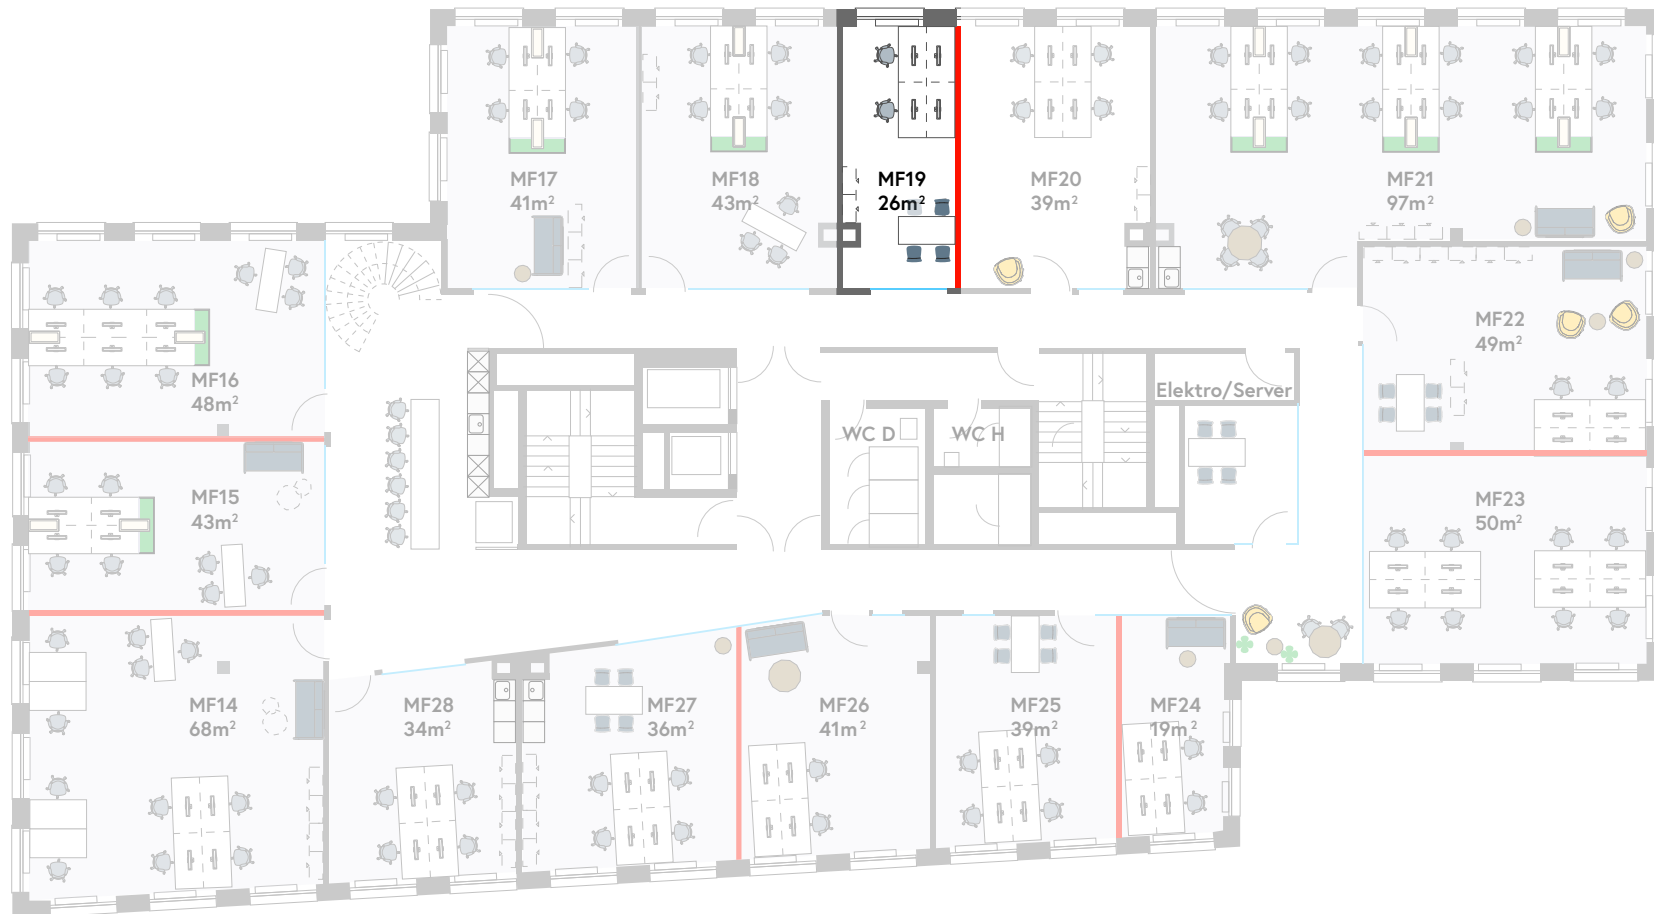 MF17
41m²
MF18
43m²
MF19
26m²
MF20
39m²
MF21
97m²
MF22
49m²
MF16
48m²
Elektro/Server
WC D
WC H
MF15
43m²
MF23
50m²
MF14
68m²
MF28
34m²
MF27
36m²
MF26
41m²
MF25
39m²
MF24
19m²